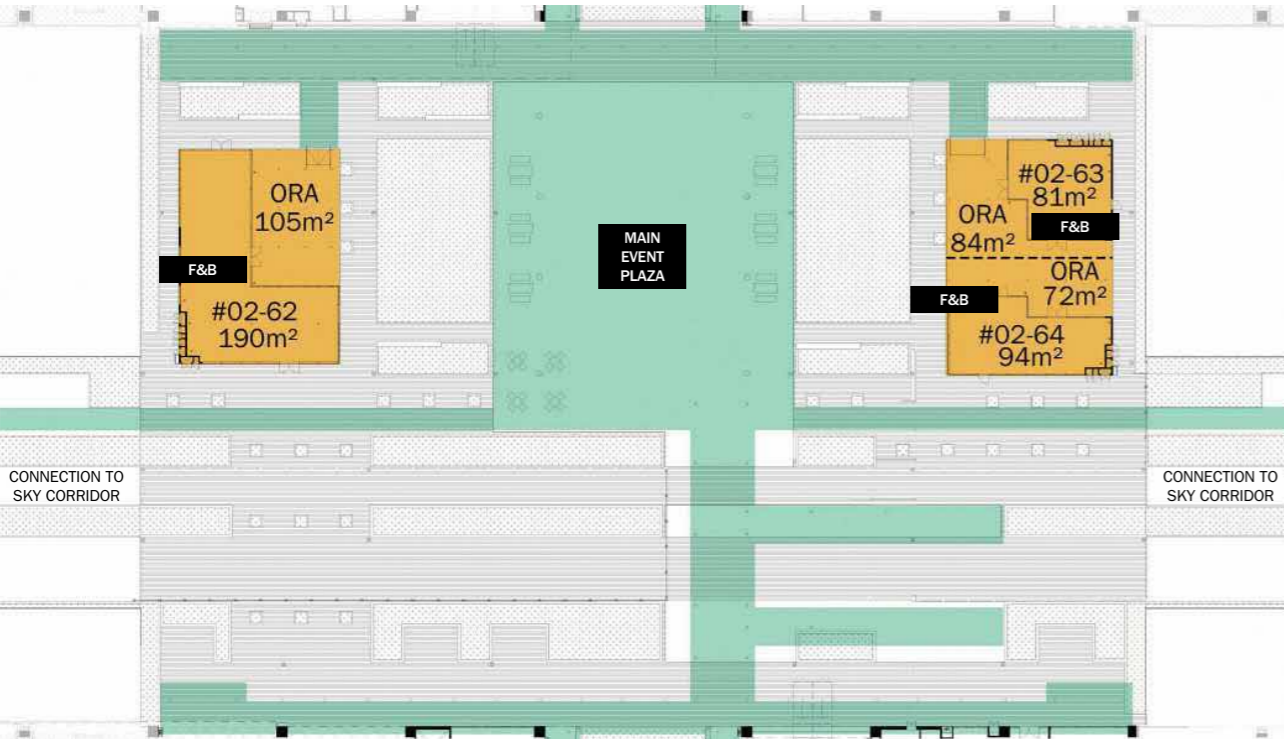 ORA
105m²
F&B
#02-62
190m²
MAIN
EVENT
PLAZA
#02-63
81m²
F&B
ORA
84m²
ORA
72m²
F&B
#02-64
94m²
CONNECTION TO
SKY CORRIDOR
CONNECTION TO
SKY CORRIDOR